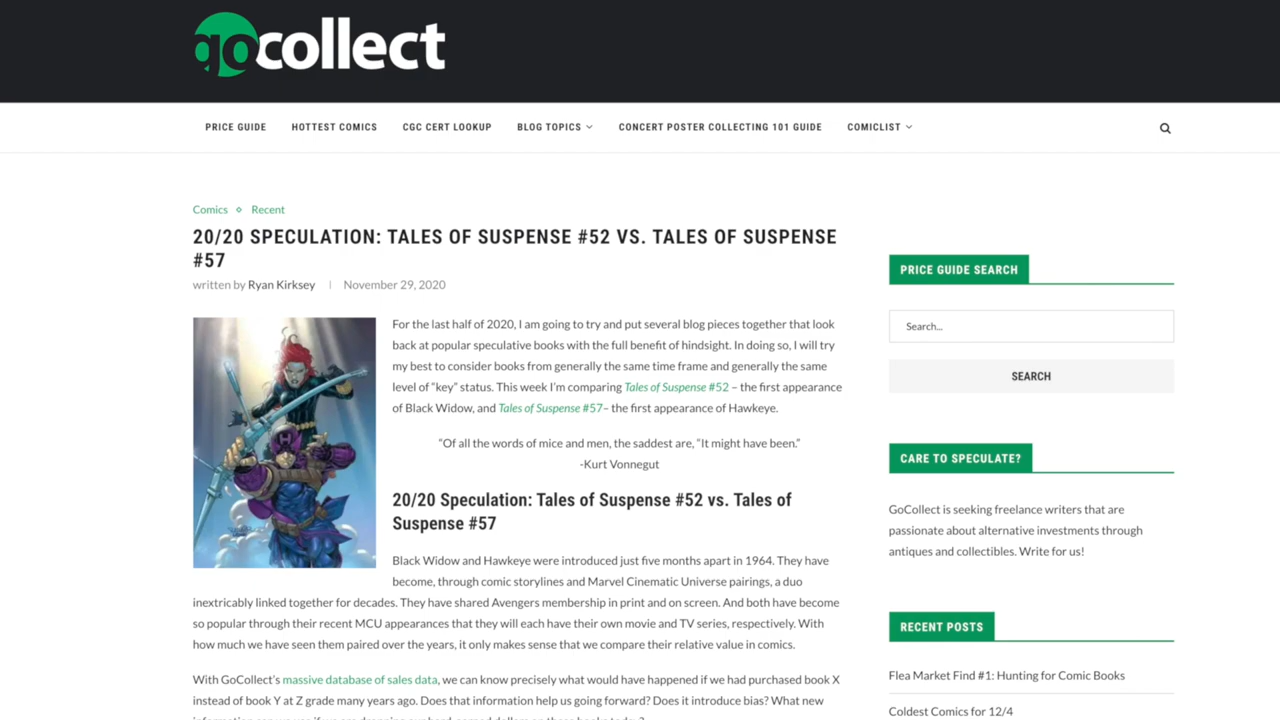 gocollect
PRICE GUIDE
HOTTEST COMICS
CGC CERT LOOKUP
BLOG TOPICS
CONCERT POSTER COLLECTING 101 GUIDE
COMICLIST
Comics
Recent
20/20 SPECULATION: TALES OF SUSPENSE #52 VS. TALES OF SUSPENSE
#57
written by Ryan Kirksey
November 29, 2020
For the last half of 2020, I am going to try and put several blog pieces together that look
back at popular speculative books with the full benefit of hindsight. In doing so, I will try
my best to consider books from generally the same time frame and generally the same
level of “key” status. This week I’m comparing Tales of Suspense #52 – the first appearance
of Black Widow, and Tales of Suspense #57– the first appearance of Hawkeye.
“Of all the words of mice and men, the saddest are, “It might have been.”
-Kurt Vonnegut
20/20 Speculation: Tales of Suspense #52 vs. Tales of
Suspense #57
Black Widow and Hawkeye were introduced just five months apart in 1964. They have
become, through comic storylines and Marvel Cinematic Universe pairings, a duo
inextricably linked together for decades. They have shared Avengers membership in print and on screen. And both have become
so popular through their recent MCU appearances that they will each have their own movie and TV series, respectively. With
how much we have seen them paired over the years, it only makes sense that we compare their relative value in comics.
With GoCollect’s massive database of sales data, we can know precisely what would have happened if we had purchased book X
instead of book Y at Z grade many years ago. Does that information help us going forward? Does it introduce bias? What new
PRICE GUIDE SEARCH
Search...
SEARCH
CARE TO SPECULATE?
GoCollect is seeking freelance writers that are
passionate about alternative investments through
antiques and collectibles. Write for us!
RECENT POSTS
Flea Market Find #1: Hunting for Comic Books
Coldest Comics for 12/4